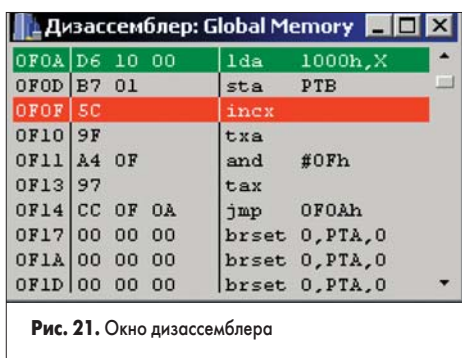 Дизассемблер: Global Memory
0F0A D6 10 00 lda 1000h,X
0F0D B7 01 sta PTB
0F0F 5C incx
0F10 9F txa
0F11 A4 0F and #0Fh
0F13 97 tax
0F14 CC 0F 0A jmp 0F0Ah
0F17 00 00 00 brset 0,PTA,0
0F1A 00 00 00 brset 0,PTA,0
0F1D 00 00 00 brset 0,PTA,0
Рис. 21. Окно дизассемблера